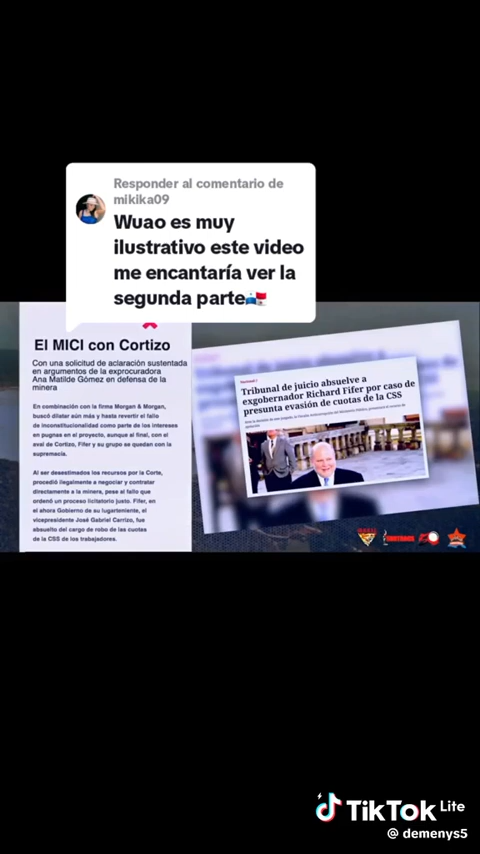 Responder al comentario de
mikika09
Wuao es muy
ilustrativo este video
me encantaría ver la
segunda parte🇵🇦
El MICI con Cortizo
Con una solicitud de aclaración sustentada
en argumentos de la exprocuradora
Ana Matilde Gómez en defensa de la
minera
En combinación con la firma Morgan & Morgan,
buscó dilatar aún más y hasta revertir el fallo
de inconstitucionalidad como parte de los intereses
en pugnas en el proyecto, aunque al final, con el
aval de Cortizo, Fifer y su grupo se quedan con la
supremacía.
Al ser desestimados los recursos por la Corte,
procedió ilegalmente a negociar y contratar
directamente a la minera, pese al fallo que
ordenó un proceso licitatorio justo. Fifer, en
el ahora Gobierno de su lugarteniente, el
vicepresidente José Gabriel Carrizo, fue
absuelto del cargo de robo de las cuotas
de la CSS de los trabajadores.
Tribunal de juicio absuelve a
exgobernador Richard Fifer por caso de
presunta evasión de cuotas de la CSS
TikTok Lite
@ demenys5